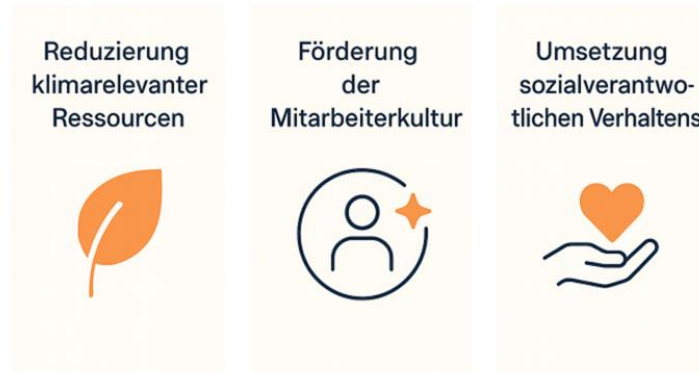 Reduzierung
klimarelevanter
Ressourcen
Förderung
der
Mitarbeiterkultur
Umsetzung
sozialverantwo-
tlichen Verhaltens